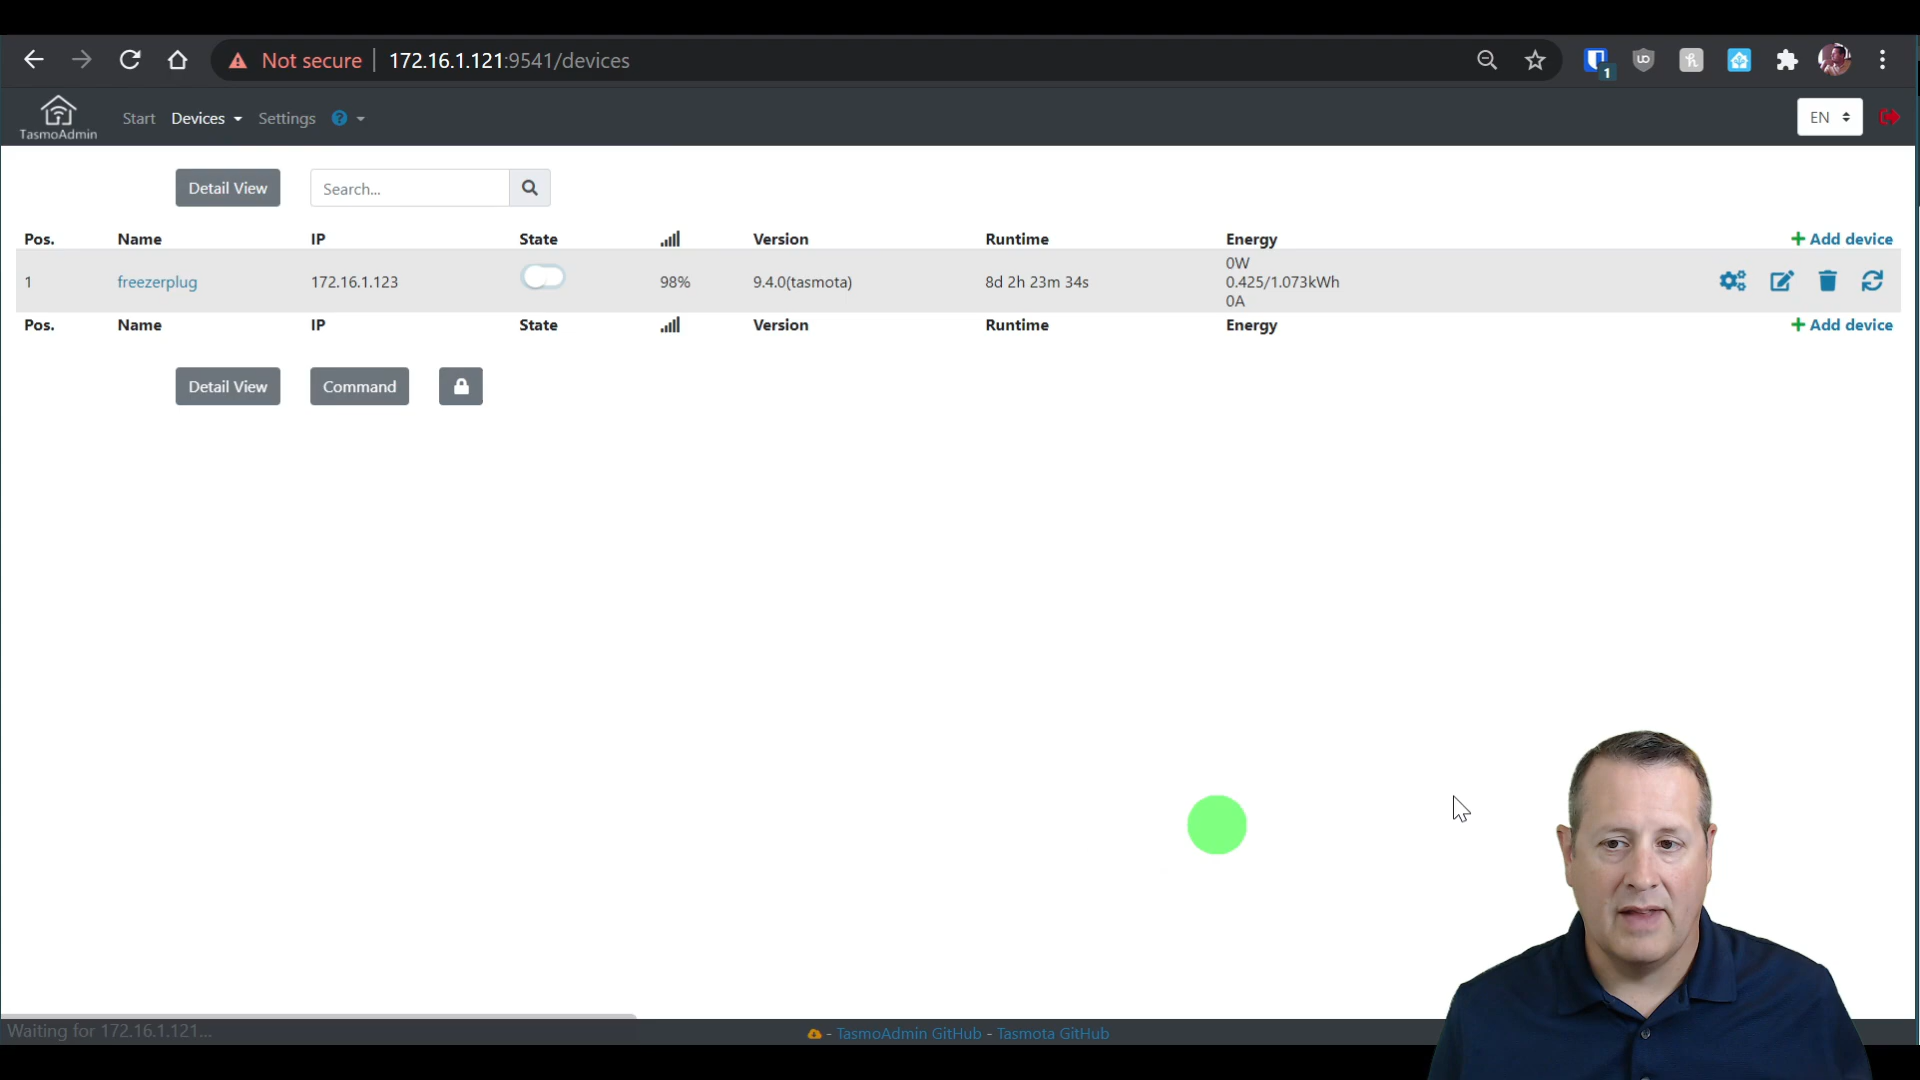 Not secure 172.16.1.121:9541/devices
1
TasmoAdmin
Start Devices Settings ? EN
Detail View Search...
Pos. Name IP State Version Runtime Energy + Add device
1 freezerplug 172.16.1.123 98% 9.4.0(tasmota) 8d 2h 23m 34s
0W
0.425/1.073kWh
0A
Pos. Name IP State Version Runtime Energy + Add device
Detail View Command
Waiting for 172.16.1.121...
- TasmoAdmin GitHub - Tasmota GitHub